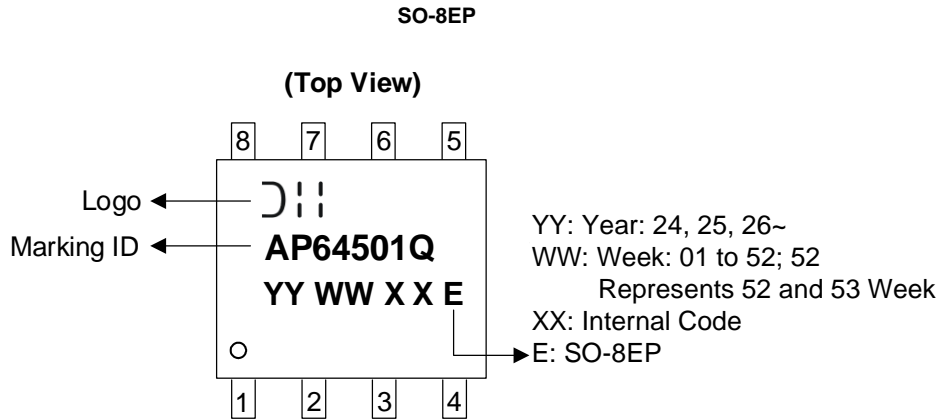 SO-8EP
(Top View)
8 7 6 5
Logo
Marking ID
AP64501Q
YY WW X X E
YY: Year: 24, 25, 26~
WW: Week: 01 to 52; 52
Represents 52 and 53 Week
XX: Internal Code
E: SO-8EP
1 2 3 4